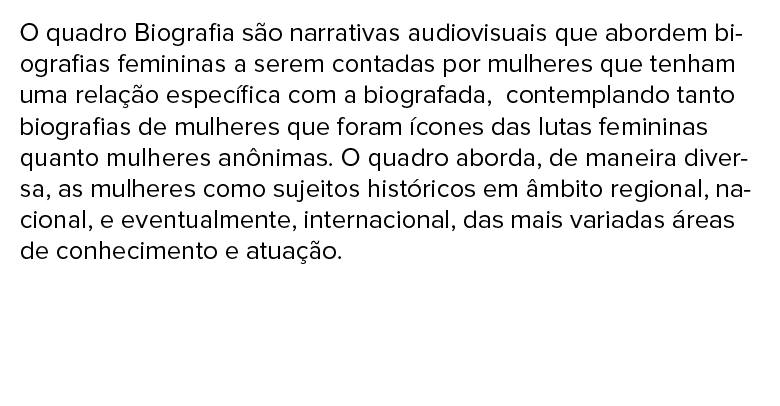 O quadro Biografia são narrativas audiovisuais que abordem bi-
ografias femininas a serem contadas por mulheres que tenham
uma relação específica com a biografada,  contemplando tanto
biografias de mulheres que foram ícones das lutas femininas
quanto mulheres anônimas. O quadro aborda, de maneira diver-
sa, as mulheres como sujeitos históricos em âmbito regional, na-
cional, e eventualmente, internacional, das mais variadas áreas
de conhecimento e atuação.